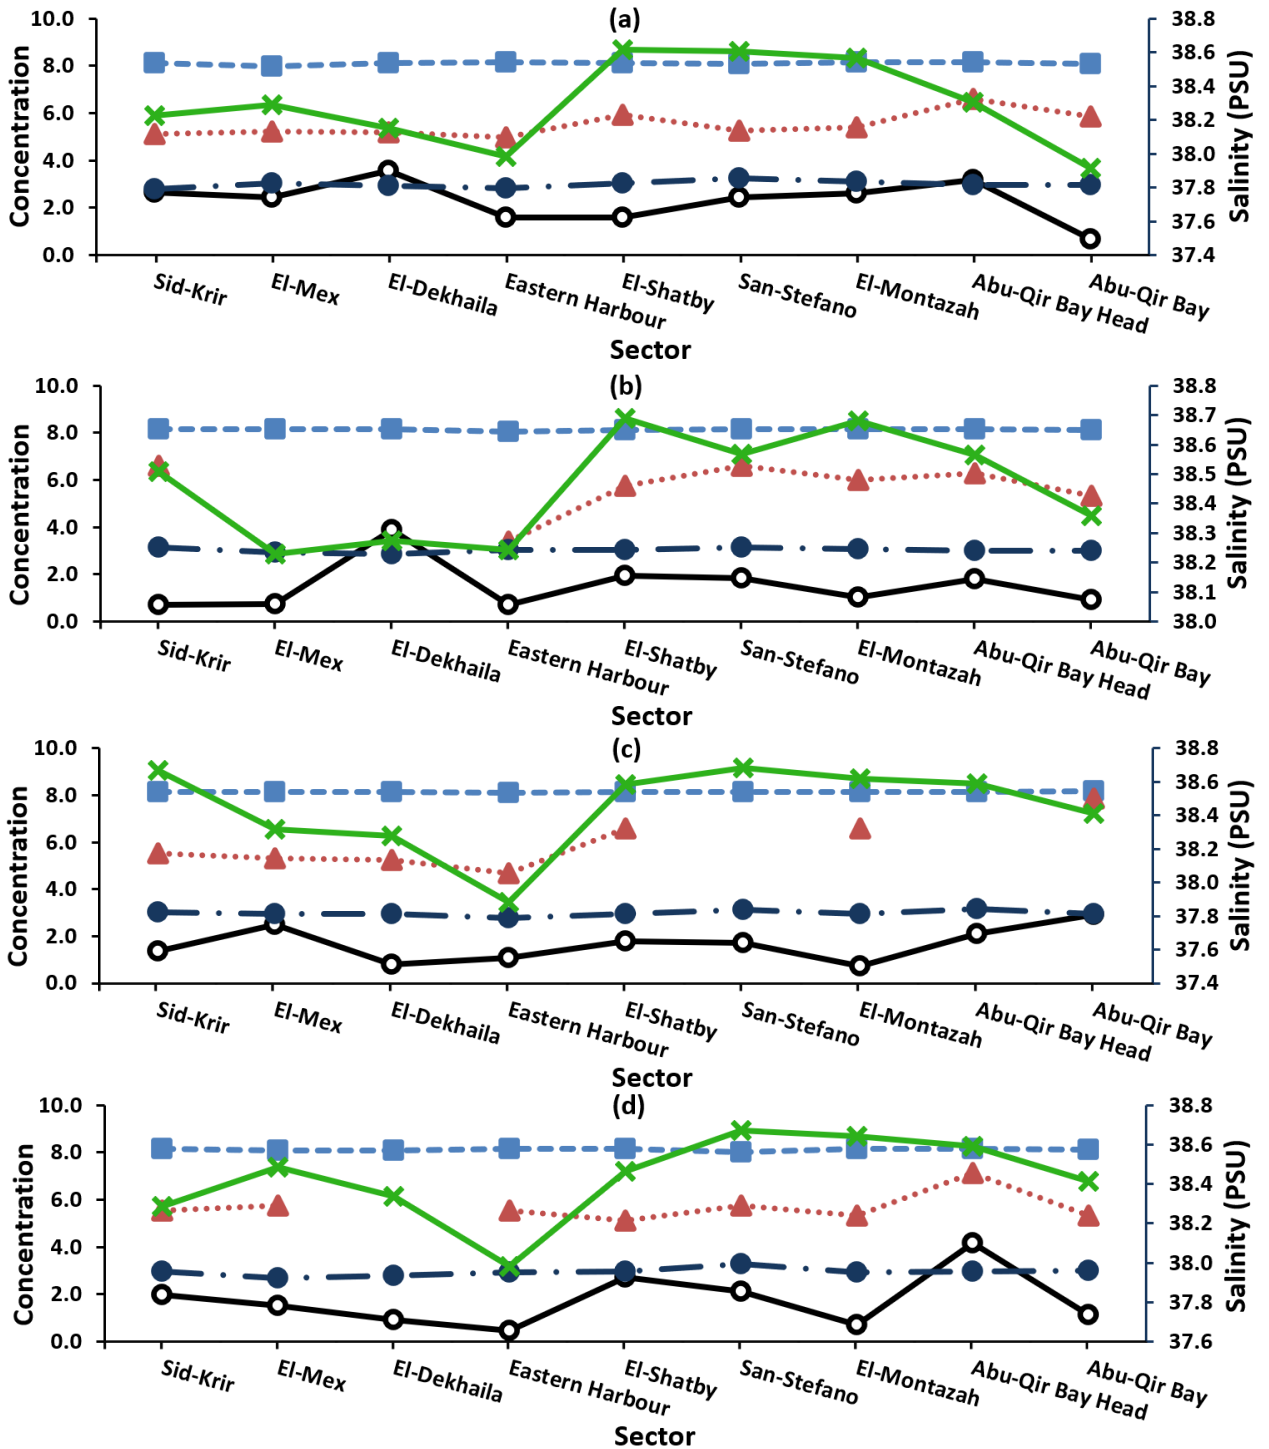 (a)
Concentration
10.0
8.0
6.0
4.0
2.0
0.0
38.8
38.6
38.4
38.2
38.0
37.8
37.6
37.4
Salinity (PSU)
Sid-Krir
El-Mex
El-Dekhaila
Eastern Harbour
El-Shatby
San-Stefano
El-Montazah
Abu-Qir Bay Head
Abu-Qir Bay
Sector
(b)
Concentration
10.0
8.0
6.0
4.0
2.0
0.0
38.8
38.7
38.6
38.5
38.4
38.3
38.2
38.1
38.0
Salinity (PSU)
Sid-Krir
El-Mex
El-Dekhaila
Eastern Harbour
El-Shatby
San-Stefano
El-Montazah
Abu-Qir Bay Head
Abu-Qir Bay
Sector
(c)
Concentration
10.0
8.0
6.0
4.0
2.0
0.0
38.8
38.6
38.4
38.2
38.0
37.8
37.6
37.4
Salinity (PSU)
Sid-Krir
El-Mex
El-Dekhaila
Eastern Harbour
El-Shatby
San-Stefano
El-Montazah
Abu-Qir Bay Head
Abu-Qir Bay
Sector
(d)
Concentration
10.0
8.0
6.0
4.0
2.0
0.0
38.8
38.6
38.4
38.2
38.0
37.8
37.6
Salinity (PSU)
Sid-Krir
El-Mex
El-Dekhaila
Eastern Harbour
El-Shatby
San-Stefano
El-Montazah
Abu-Qir Bay Head
Abu-Qir Bay
Sector